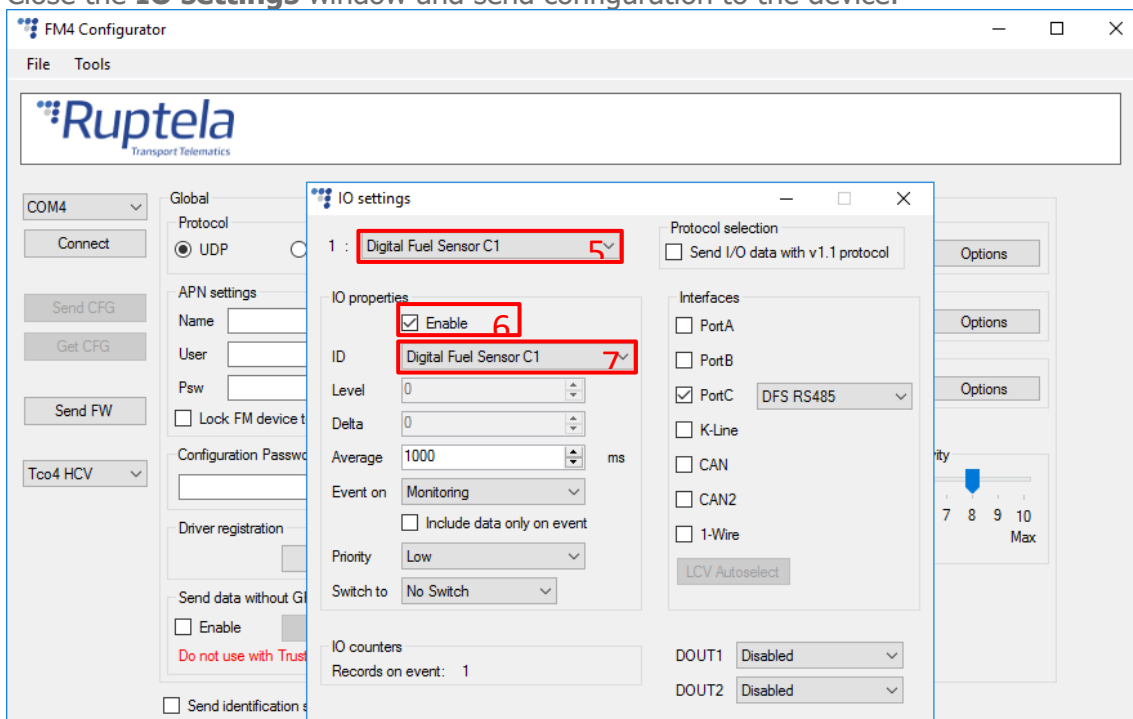 Close the IO settings window and send configuration to the device.
FM4 Configurator
File Tools
Ruptela
Transport Telematics
COM4
Connect
Send CFG
Get CFG
Send FW
Tco4 HCV
Global
Protocol
UDP
APN settings
Name
User
Psw
Lock FM device t
Configuration Passwo
Driver registration
Send data without G
Enable
Do not use with Trust
Send identification s
IO settings
1 : Digital Fuel Sensor C1 5
Protocol selection
Send I/O data with v1.1 protocol
IO properties
Enable 6
ID Digital Fuel Sensor C1 7
Level 0
Delta 0
Average 1000 ms
Event on Monitoring
Include data only on event
Priority Low
Switch to No Switch
IO counters
Records on event: 1
Interfaces
PortA
PortB
PortC DFS RS485
K-Line
CAN
CAN2
1-Wire
LCV Autoselect
DOUT1 Disabled
DOUT2 Disabled
Options
Options
Options
ity
7 8 9 10
Max